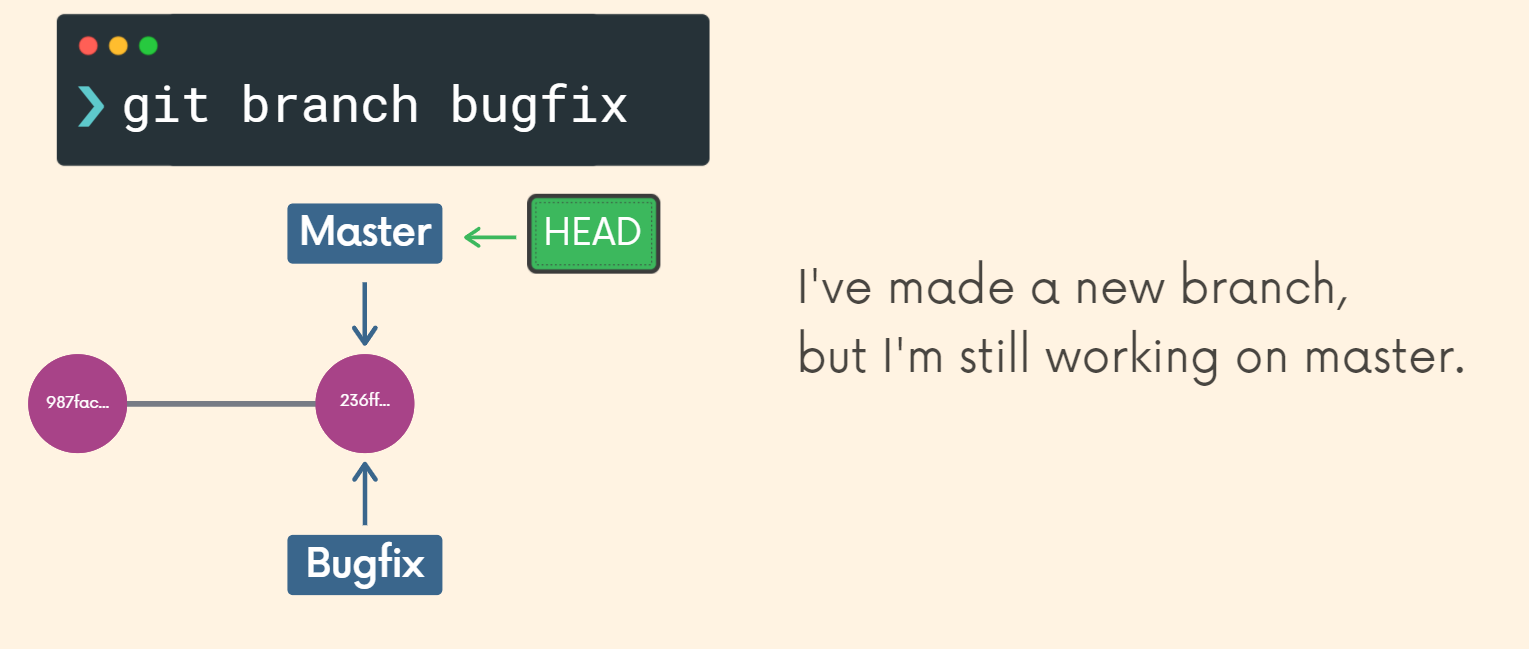 ❯ git branch bugfix
Master
HEAD
I've made a new branch,
but I'm still working on master.
987fac...
236ff...
Bugfix